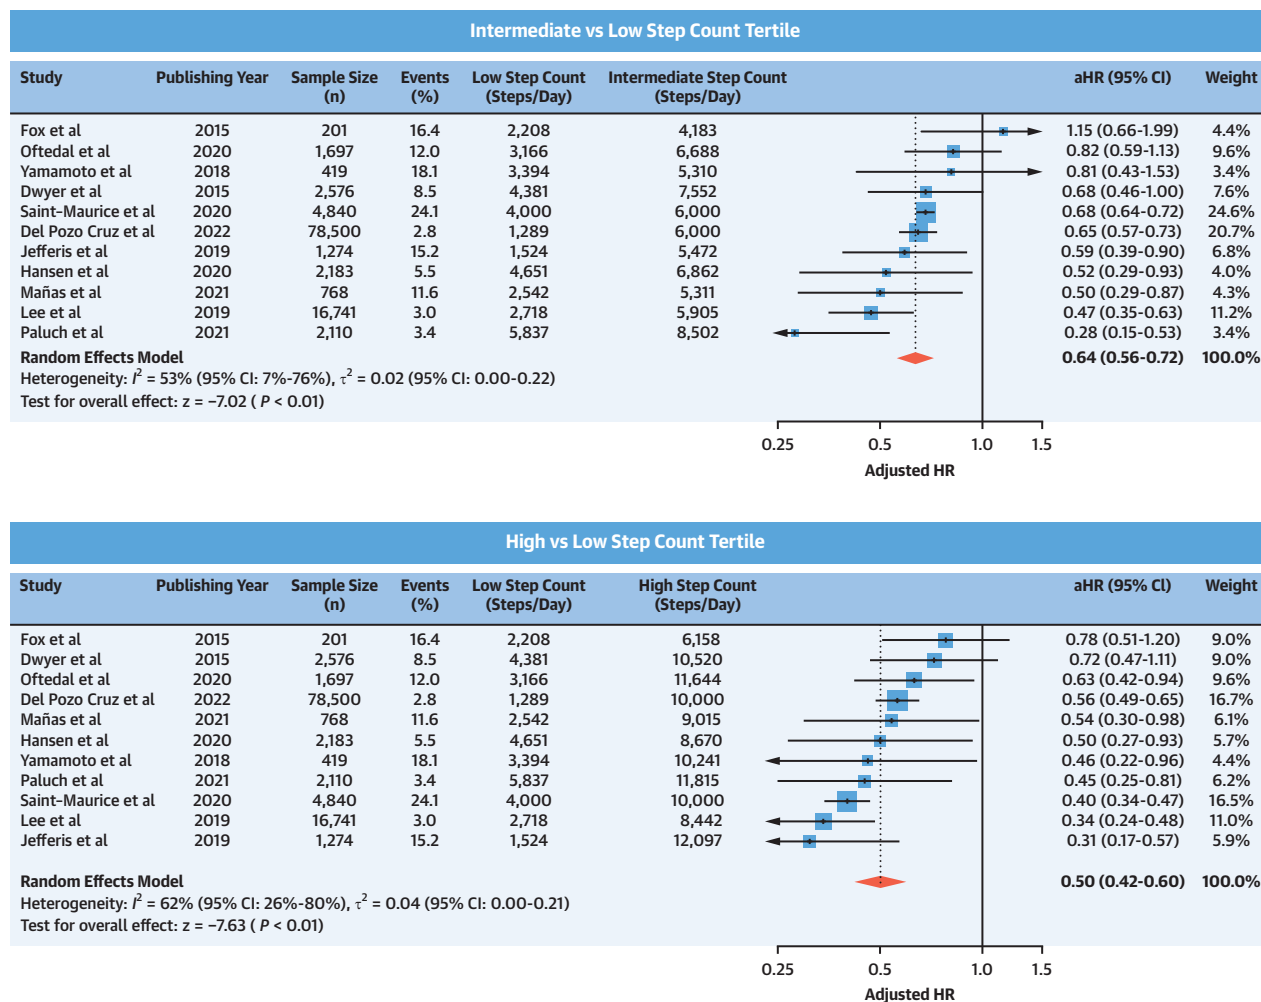 Intermediate vs Low Step Count Tertile
Study Publishing Year Sample Size (n) Events (%) Low Step Count (Steps/Day) Intermediate Step Count (Steps/Day) aHR (95% CI) Weight
Fox et al 2015 201 16.4 2,208 4,183 1.15 (0.66-1.99) 4.4%
Oftedal et al 2020 1,697 12.0 3,166 6,688 0.82 (0.59-1.13) 9.6%
Yamamoto et al 2018 419 18.1 3,394 5,310 0.81 (0.43-1.53) 3.4%
Dwyer et al 2015 2,576 8.5 4,381 7,552 0.68 (0.46-1.00) 7.6%
Saint-Maurice et al 2020 4,840 24.1 4,000 6,000 0.68 (0.64-0.72) 24.6%
Del Pozo Cruz et al 2022 78,500 2.8 1,289 6,000 0.65 (0.57-0.73) 20.7%
Jefferis et al 2019 1,274 15.2 1,524 5,472 0.59 (0.39-0.90) 6.8%
Hansen et al 2020 2,183 5.5 4,651 6,862 0.52 (0.29-0.93) 4.0%
Mañas et al 2021 768 11.6 2,542 5,311 0.50 (0.29-0.87) 4.3%
Lee et al 2019 16,741 3.0 2,718 5,905 0.47 (0.35-0.63) 11.2%
Paluch et al 2021 2,110 3.4 5,837 8,502 0.28 (0.15-0.53) 3.4%
Random Effects Model 0.64 (0.56-0.72) 100.0%
Heterogeneity: I² = 53% (95% CI: 7%-76%), τ² = 0.02 (95% CI: 0.00-0.22)
Test for overall effect: z = −7.02 ( P < 0.01)
0.25 0.5 1.0 1.5
Adjusted HR
High vs Low Step Count Tertile
Study Publishing Year Sample Size (n) Events (%) Low Step Count (Steps/Day) High Step Count (Steps/Day) aHR (95% CI) Weight
Fox et al 2015 201 16.4 2,208 6,158 0.78 (0.51-1.20) 9.0%
Dwyer et al 2015 2,576 8.5 4,381 10,520 0.72 (0.47-1.11) 9.0%
Oftedal et al 2020 1,697 12.0 3,166 11,644 0.63 (0.42-0.94) 9.6%
Del Pozo Cruz et al 2022 78,500 2.8 1,289 10,000 0.56 (0.49-0.65) 16.7%
Mañas et al 2021 768 11.6 2,542 9,015 0.54 (0.30-0.98) 6.1%
Hansen et al 2020 2,183 5.5 4,651 8,670 0.50 (0.27-0.93) 5.7%
Yamamoto et al 2018 419 18.1 3,394 10,241 0.46 (0.22-0.96) 4.4%
Paluch et al 2021 2,110 3.4 5,837 11,815 0.45 (0.25-0.81) 6.2%
Saint-Maurice et al 2020 4,840 24.1 4,000 10,000 0.40 (0.34-0.47) 16.5%
Lee et al 2019 16,741 3.0 2,718 8,442 0.34 (0.24-0.48) 11.0%
Jefferis et al 2019 1,274 15.2 1,524 12,097 0.31 (0.17-0.57) 5.9%
Random Effects Model 0.50 (0.42-0.60) 100.0%
Heterogeneity: I² = 62% (95% CI: 26%-80%), τ² = 0.04 (95% CI: 0.00-0.21)
Test for overall effect: z = −7.63 ( P < 0.01)
0.25 0.5 1.0 1.5
Adjusted HR